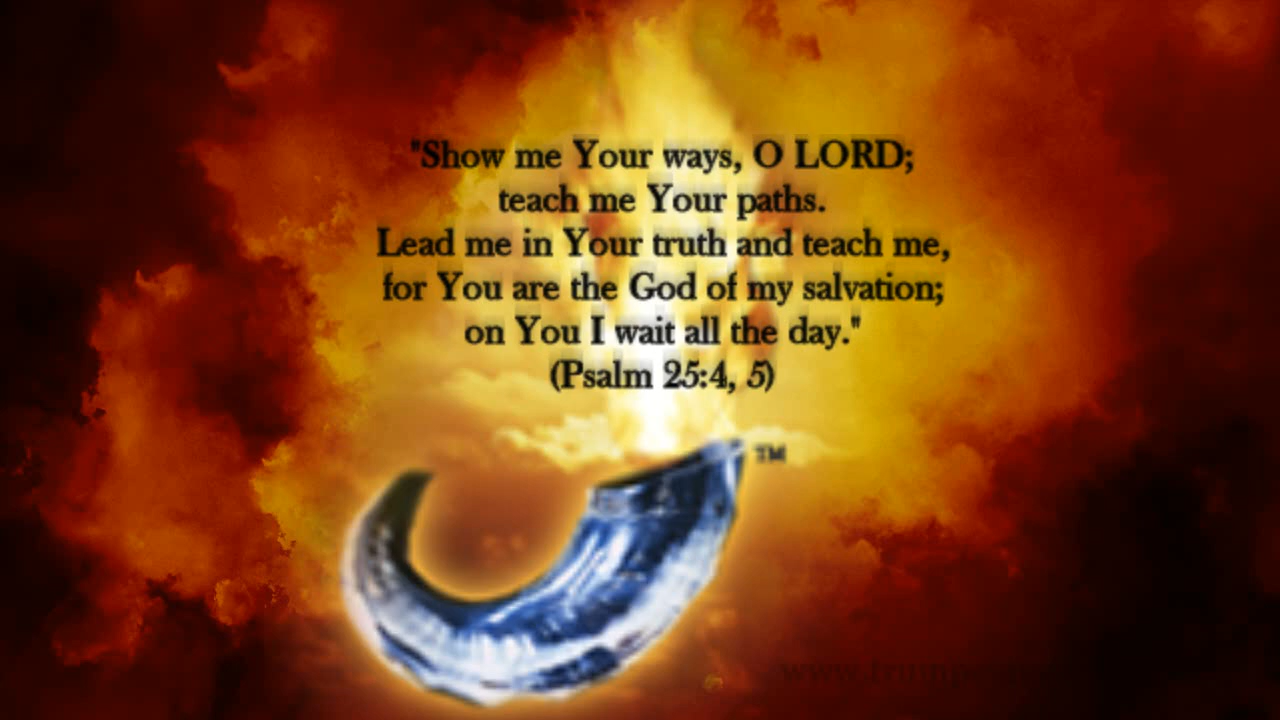 "Show me Your ways, O LORD;
teach me Your paths.
Lead me in Your truth and teach me,
for You are the God of my salvation;
on You I wait all the day."
(Psalm 25:4, 5)
TM